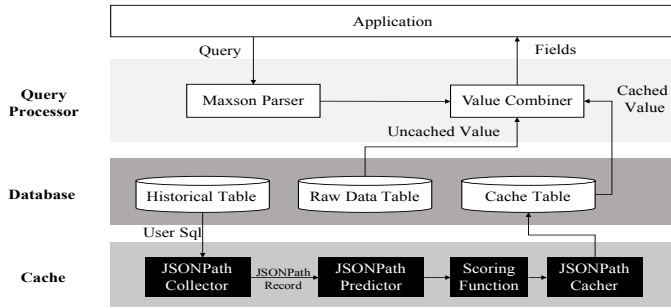 Application
Query
Fields
Query
Processor
Maxson Parser
Value Combiner
Cached
Value
Uncached Value
Database
Historical Table
Raw Data Table
Cache Table
User Sql
Cache
JSONPath
Collector
JSONPath
Record
JSONPath
Predictor
Scoring
Function
JSONPath
Cacher